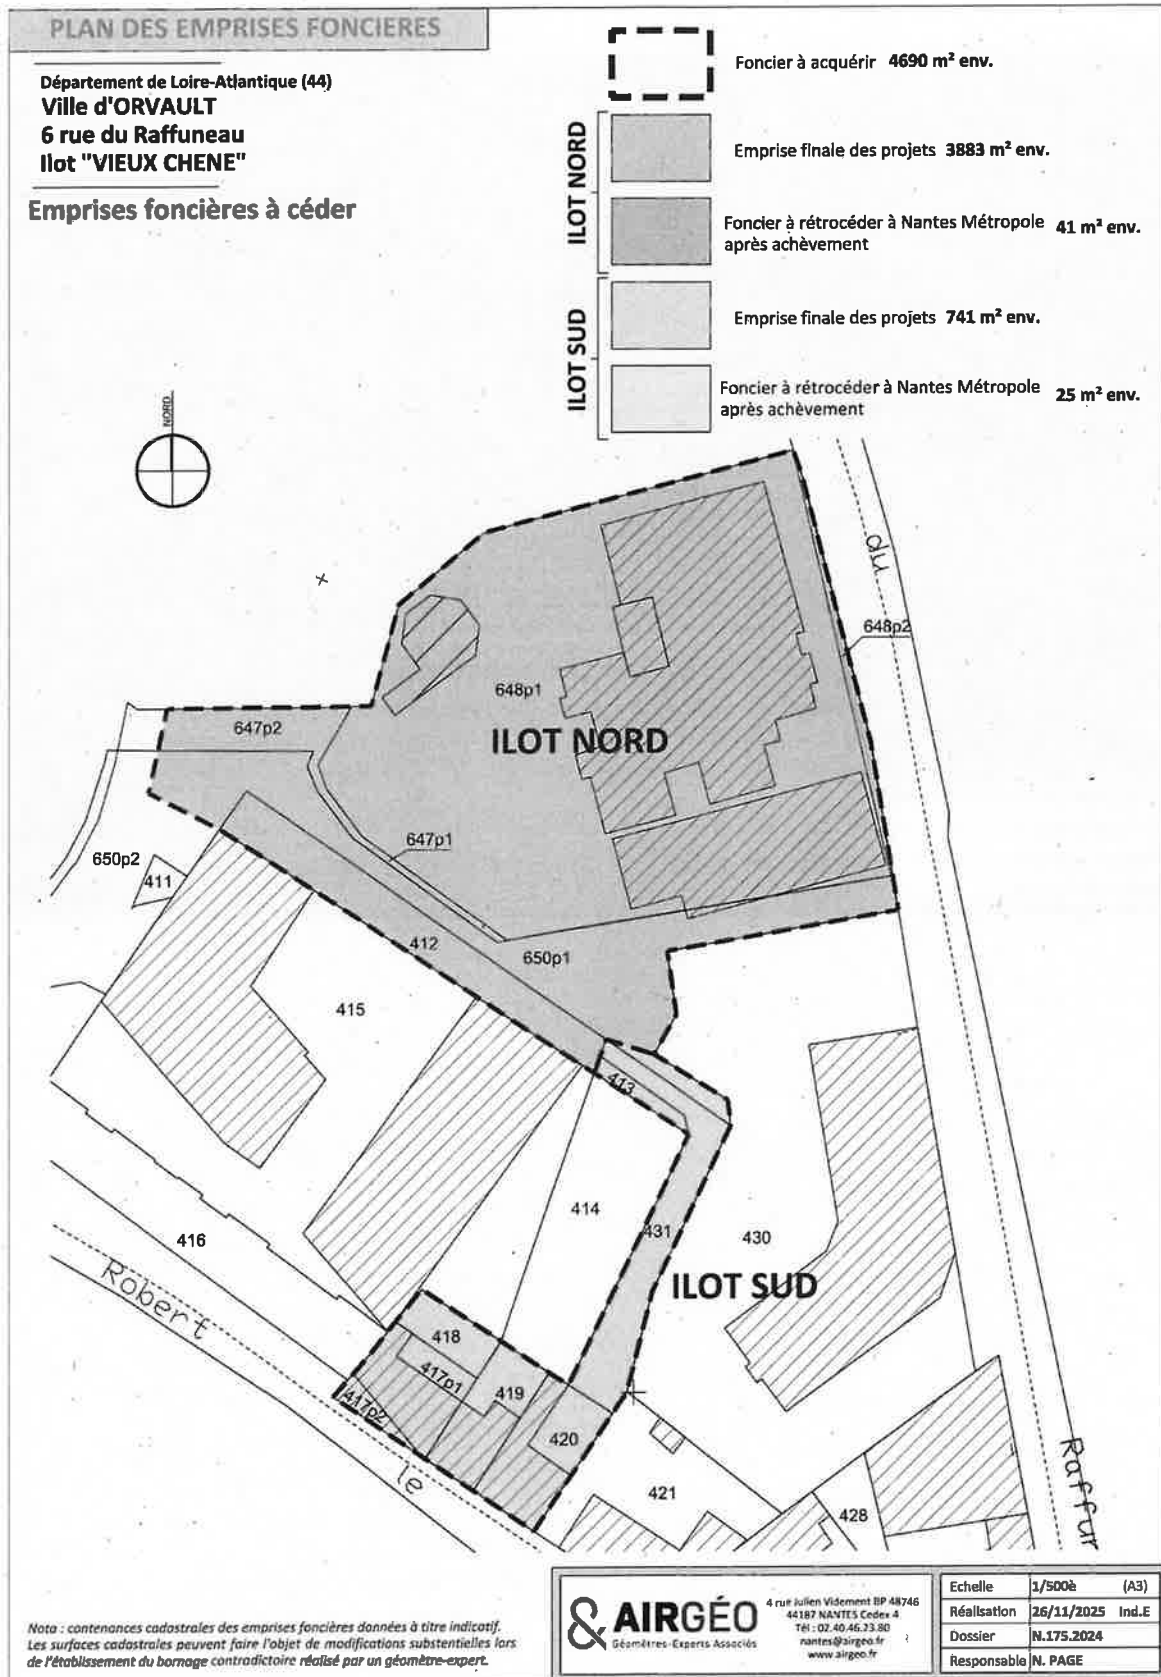 PLAN DES EMPRISES FONCIERES
Département de Loire-Atlantique (44)
Ville d'ORVAULT
6 rue du Raffuneau
Ilot "VIEUX CHENE"
Emprises foncières à céder
Foncier à acquérir 4690 m² env.
ILOT NORD
Emprise finale des projets 3883 m² env.
Foncier à rétrocéder à Nantes Métropole 41 m² env.
après achèvement
ILOT SUD
Emprise finale des projets 741 m² env.
Foncier à rétrocéder à Nantes Métropole 25 m² env.
après achèvement
NORD
rup
648p2
648p1
647p2
ILOT NORD
647p1
650p2
411
412
650p1
415
413
414
431
430
416
ILOT SUD
Robert
418
417p1
419
417p2
420
le
421
428
Raffur
Nota : contenances cadastrales des emprises foncières données à titre indicatif.
Les surfaces cadastrales peuvent faire l'objet de modifications substentielles lors
de l'établissement du bornage contradictoire réalisé par un géomètre-expert.
& AIRGÉO
Géomètres-Experts Associés
4 rue Julien Videment BP 48746
44187 NANTES Cedex 4
Tél : 02.40.46.23.80
nantes@airgeo.fr
www.airgeo.fr
Echelle 1/500è (A3)
Réalisation 26/11/2025 Ind.E
Dossier N.175.2024
Responsable N. PAGE